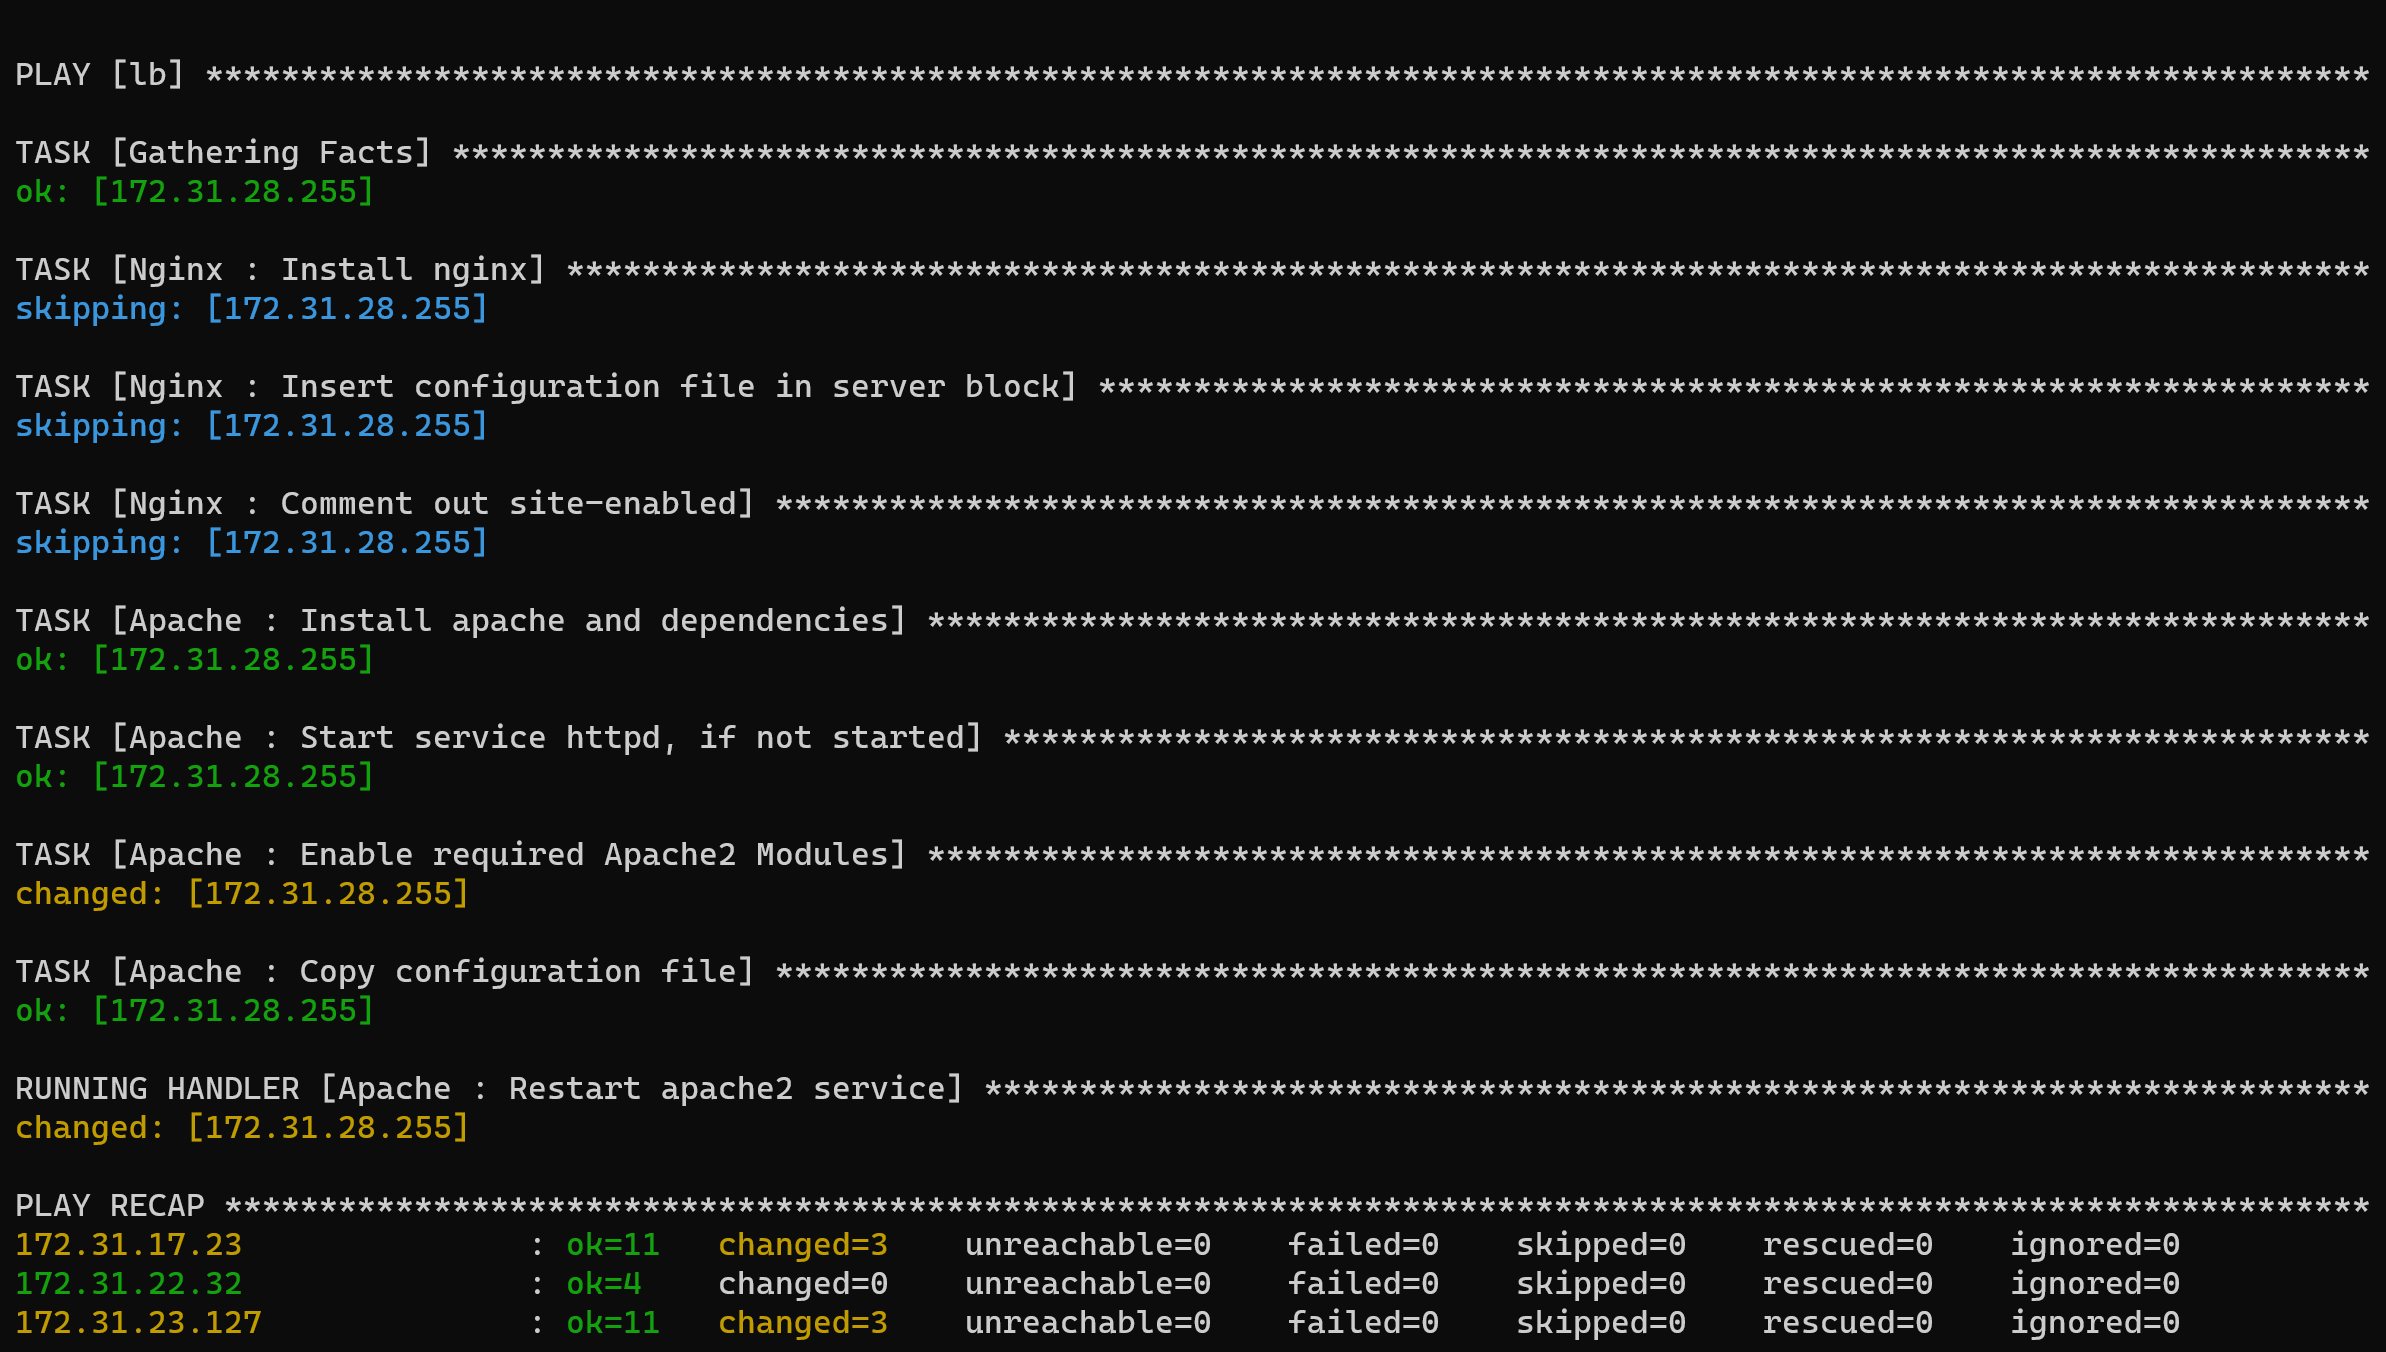 PLAY [lb] ******************************************************************************************************************
TASK [Gathering Facts] *****************************************************************************************************
ok: [172.31.28.255]
TASK [Nginx : Install nginx] ***********************************************************************************************
skipping: [172.31.28.255]
TASK [Nginx : Insert configuration file in server block] *******************************************************************
skipping: [172.31.28.255]
TASK [Nginx : Comment out site-enabled] ************************************************************************************
skipping: [172.31.28.255]
TASK [Apache : Install apache and dependencies] ****************************************************************************
ok: [172.31.28.255]
TASK [Apache : Start service httpd, if not started] ************************************************************************
ok: [172.31.28.255]
TASK [Apache : Enable required Apache2 Modules] ****************************************************************************
changed: [172.31.28.255]
TASK [Apache : Copy configuration file] ************************************************************************************
ok: [172.31.28.255]
RUNNING HANDLER [Apache : Restart apache2 service] *************************************************************************
changed: [172.31.28.255]
PLAY RECAP *****************************************************************************************************************
172.31.17.23               : ok=11   changed=3    unreachable=0    failed=0    skipped=0    rescued=0    ignored=0
172.31.22.32               : ok=4   changed=0    unreachable=0    failed=0    skipped=0    rescued=0    ignored=0
172.31.23.127              : ok=11   changed=3    unreachable=0    failed=0    skipped=0    rescued=0    ignored=0